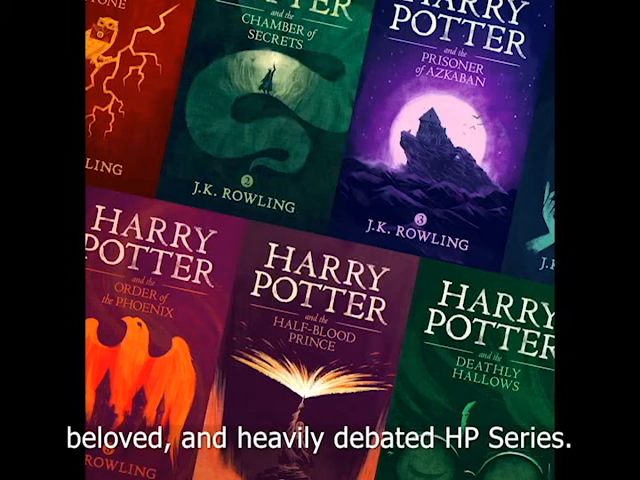 TONE
LING
POTTER
and the
CHAMBER of
SECRETS
2
J.K. ROWLING
HARRY
POTTER
and the
PRISONER
of AZKABAN
3
J.K. ROWLING
J.K
HARRY
POTTER
and the
ORDER of
the PHOENIX
ROWLING
HARRY
POTTER
and the
HALF-BLOOD
PRINCE
HARRY
POTTER
and the
DEATHLY
HALLOWS
beloved, and heavily debated HP Series.